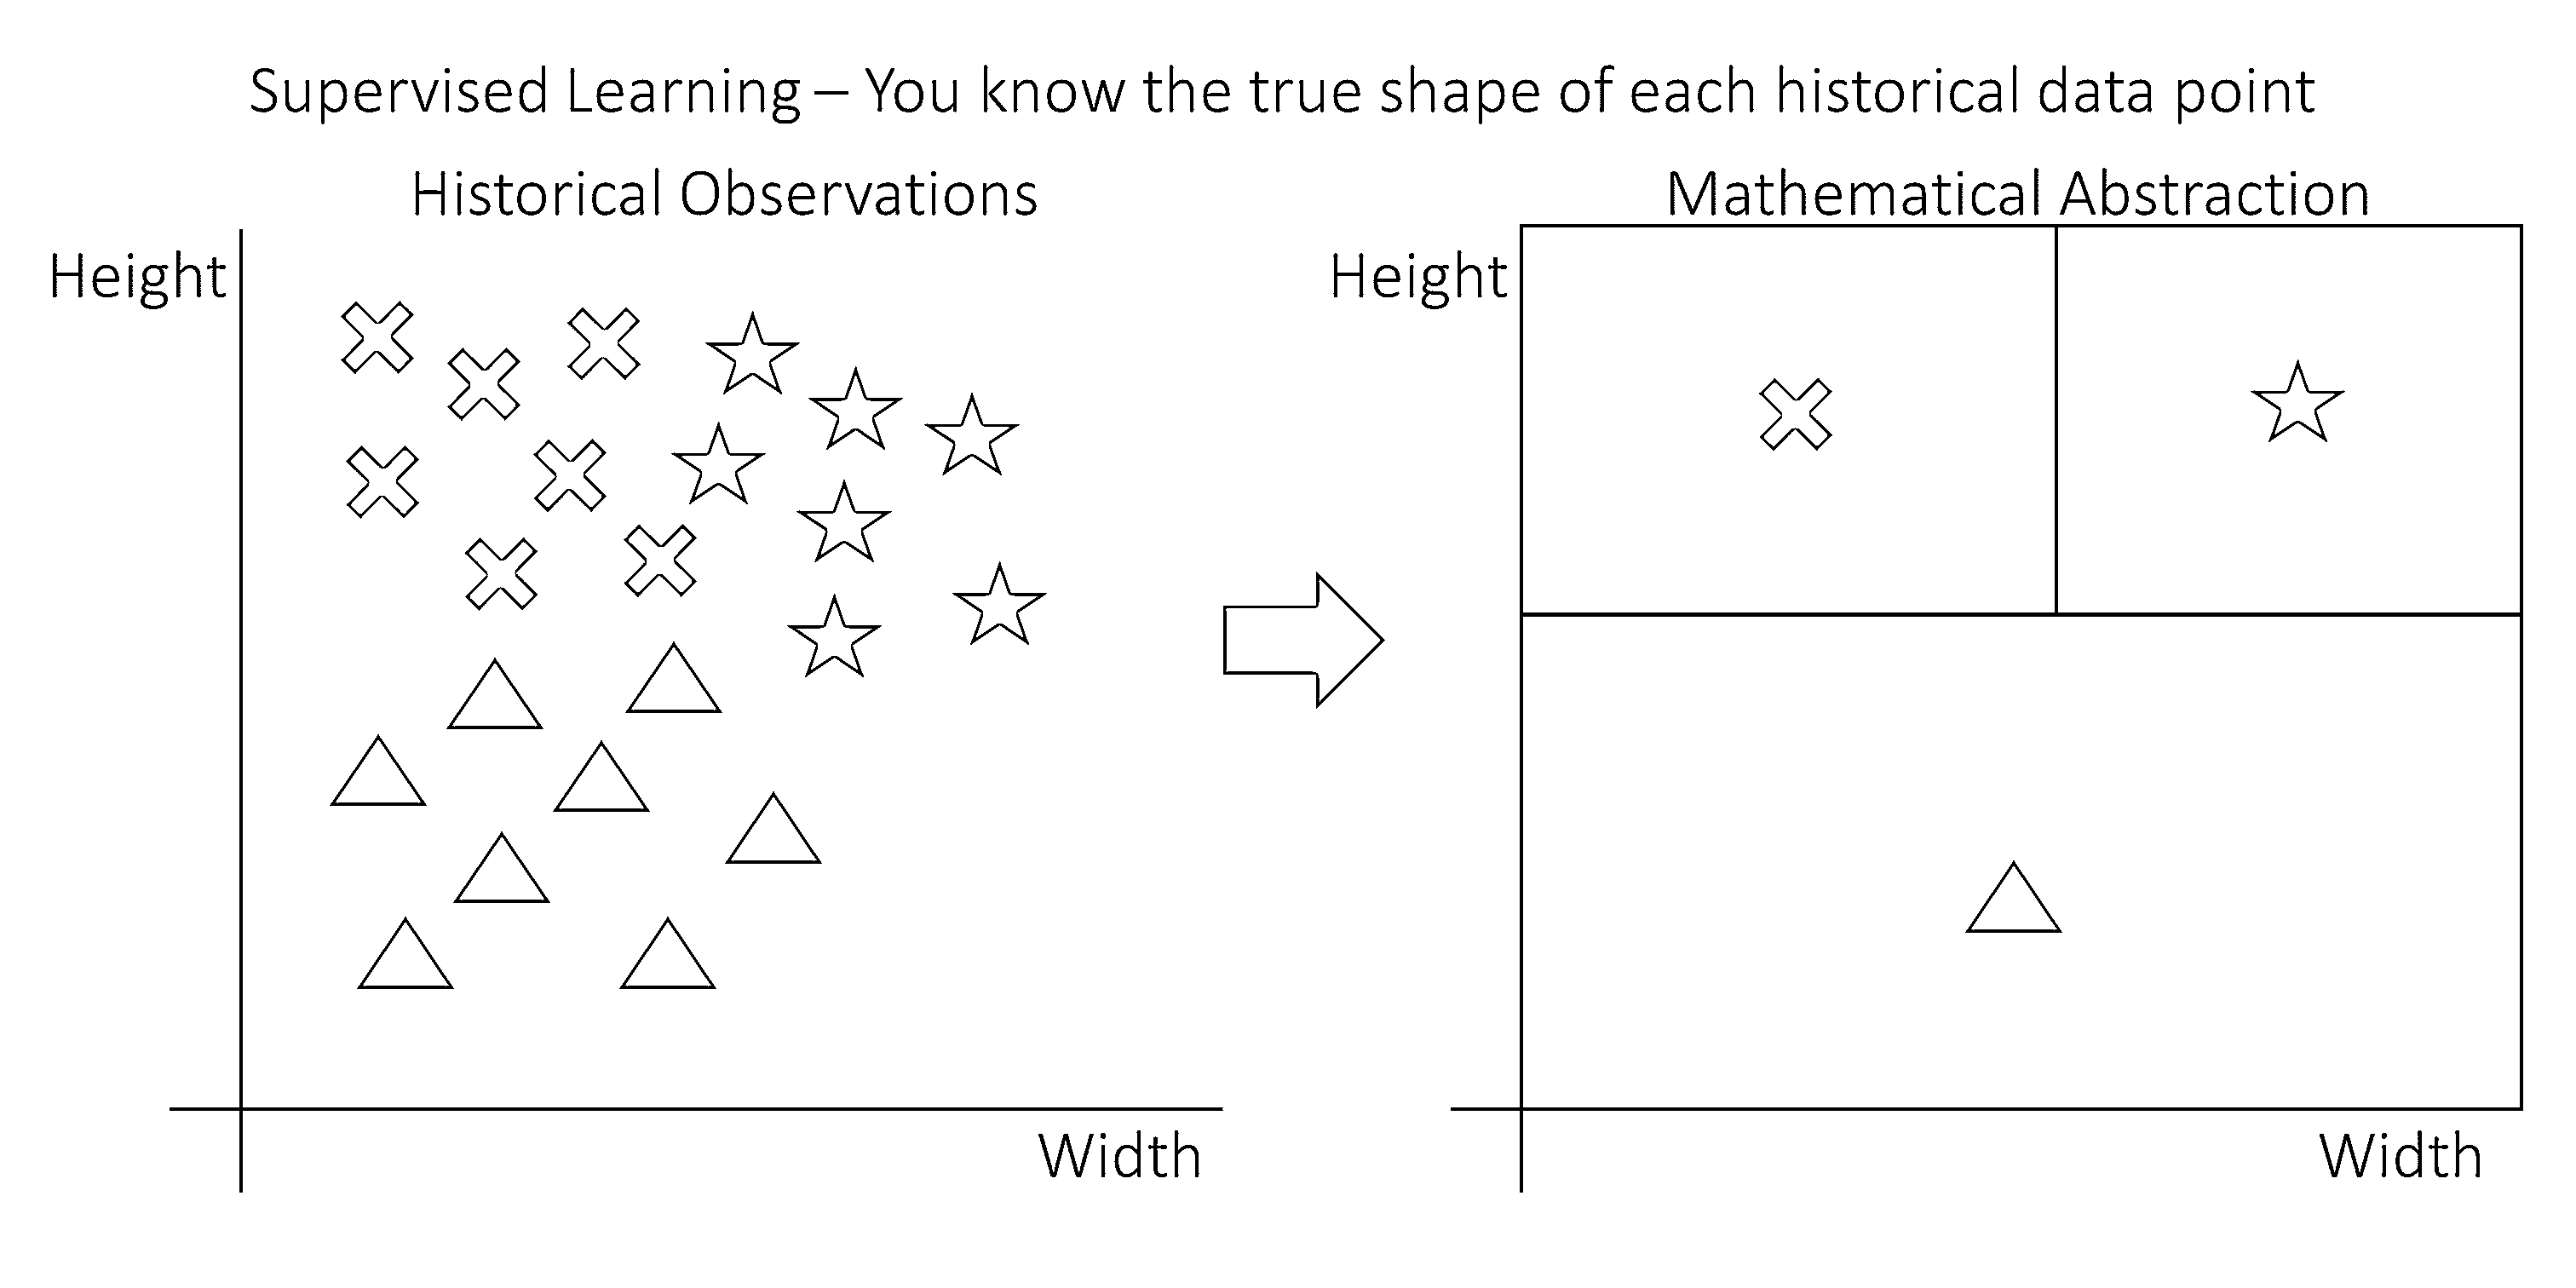 Supervised Learning – You know the true shape of each historical data point
Historical Observations
Mathematical Abstraction
Height
Height
Width
Width